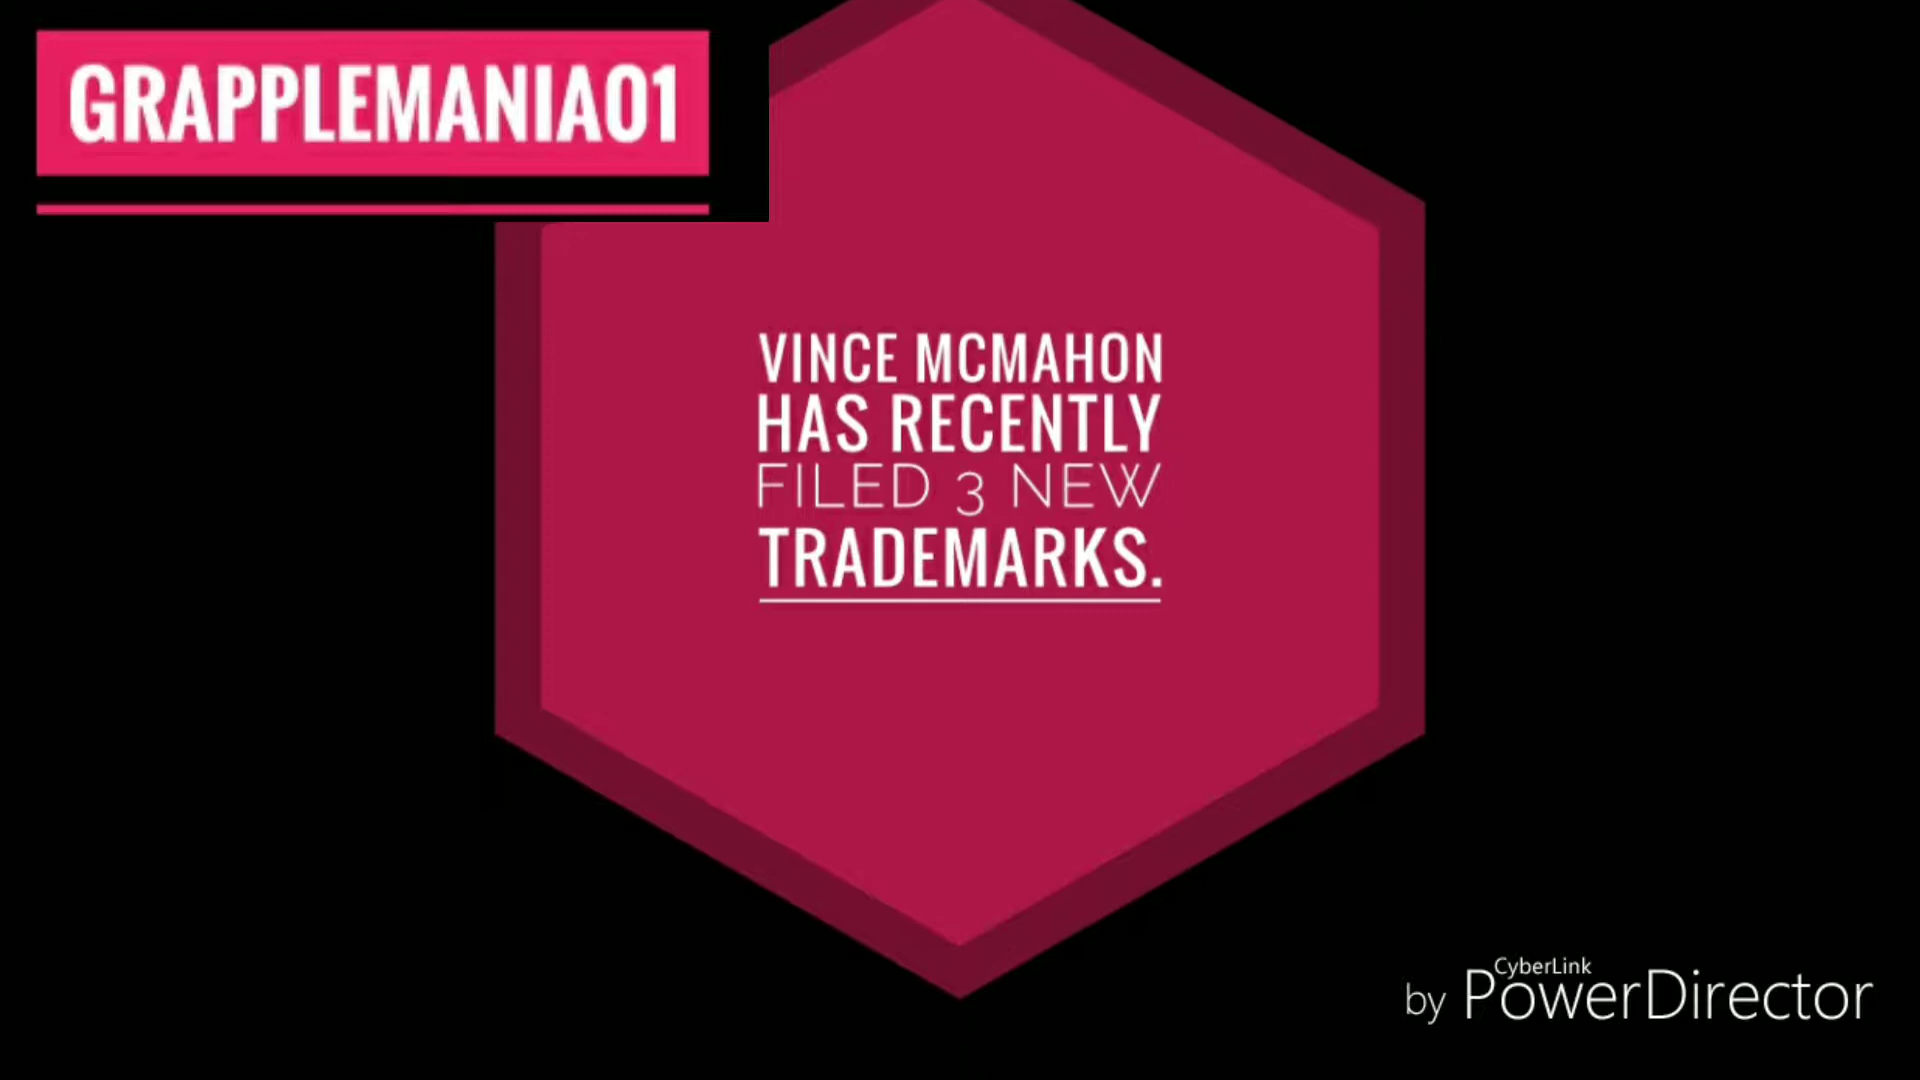 GRAPPLEMANIA01
VINCE MCMAHON
HAS RECENTLY
FILED 3 NEW
TRADEMARKS.
CyberLink
by PowerDirector